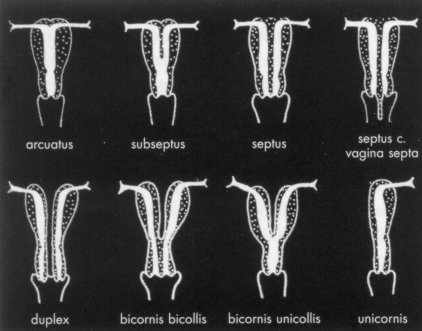 arcuatus
subseptus
septus
septus c.
vagina septa
duplex
bicornis bicollis
bicornis unicollis
unicornis